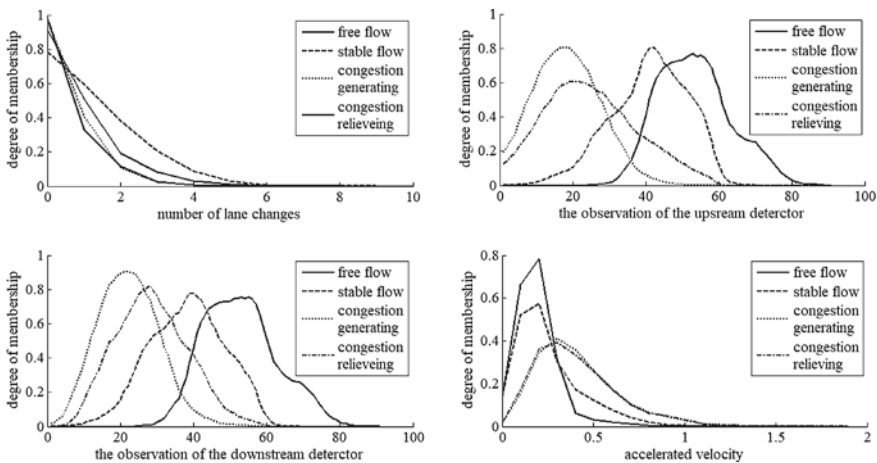 degree of membership
1
0.8
0.6
0.4
0.2
0
0
2
4
6
8
10
number of lane changes
free flow
stable flow
congestion
generating
congestion
relieveing
degree of membership
1
0.8
0.6
0.4
0.2
0
0
20
40
60
80
100
the observation of the upsream deterctor
free flow
stable flow
congestion
generating
congestion
relieving
degree of membership
1
0.8
0.6
0.4
0.2
0
0
20
40
60
80
100
the observation of the downstream deterctor
free flow
stable flow
congestion
generating
congestion
relieveing
degree of membership
0.8
0.6
0.4
0.2
0
0
0.5
1
1.5
2
accelerated velocity
free flow
stable flow
congestion
generating
congestion
relieveing